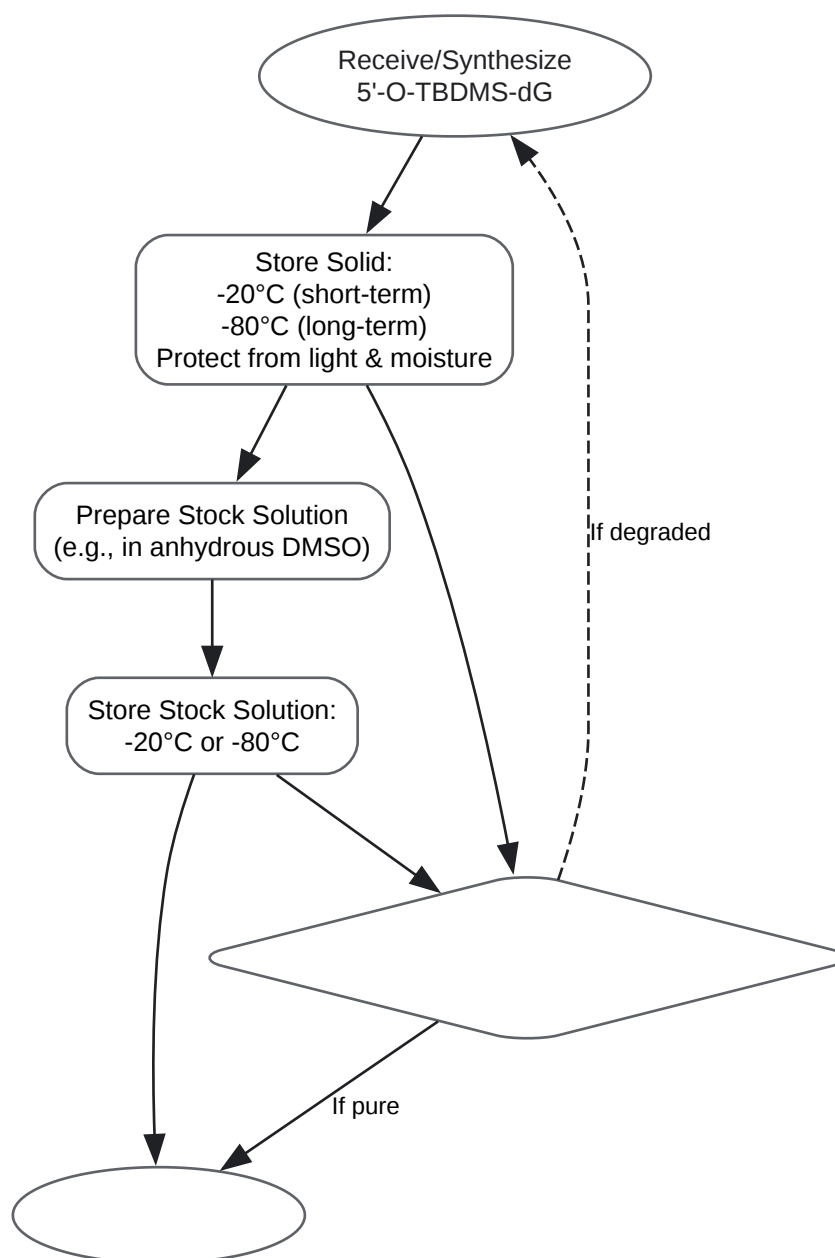 Receive/Synthesize
5'-O-TBDMS-dG
Store Solid:
-20°C (short-term)
-80°C (long-term)
Protect from light & moisture
Prepare Stock Solution
(e.g., in anhydrous DMSO)
If degraded
Store Stock Solution:
-20°C or -80°C
If pure